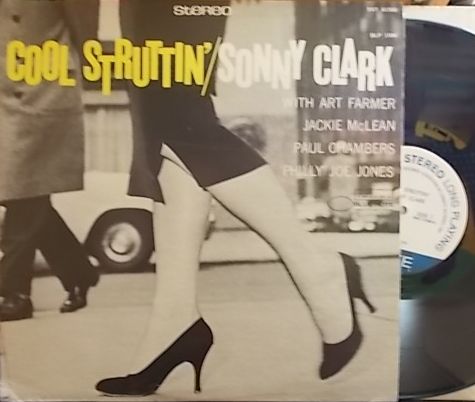 STEREO
COOL STRUTTIN'/SONNY CLARK
WITH ART FARMER
JACKIE McLEAN
PAUL CHAMBERS
PHILLY JOE JONES
STEREO LONG PLAYING